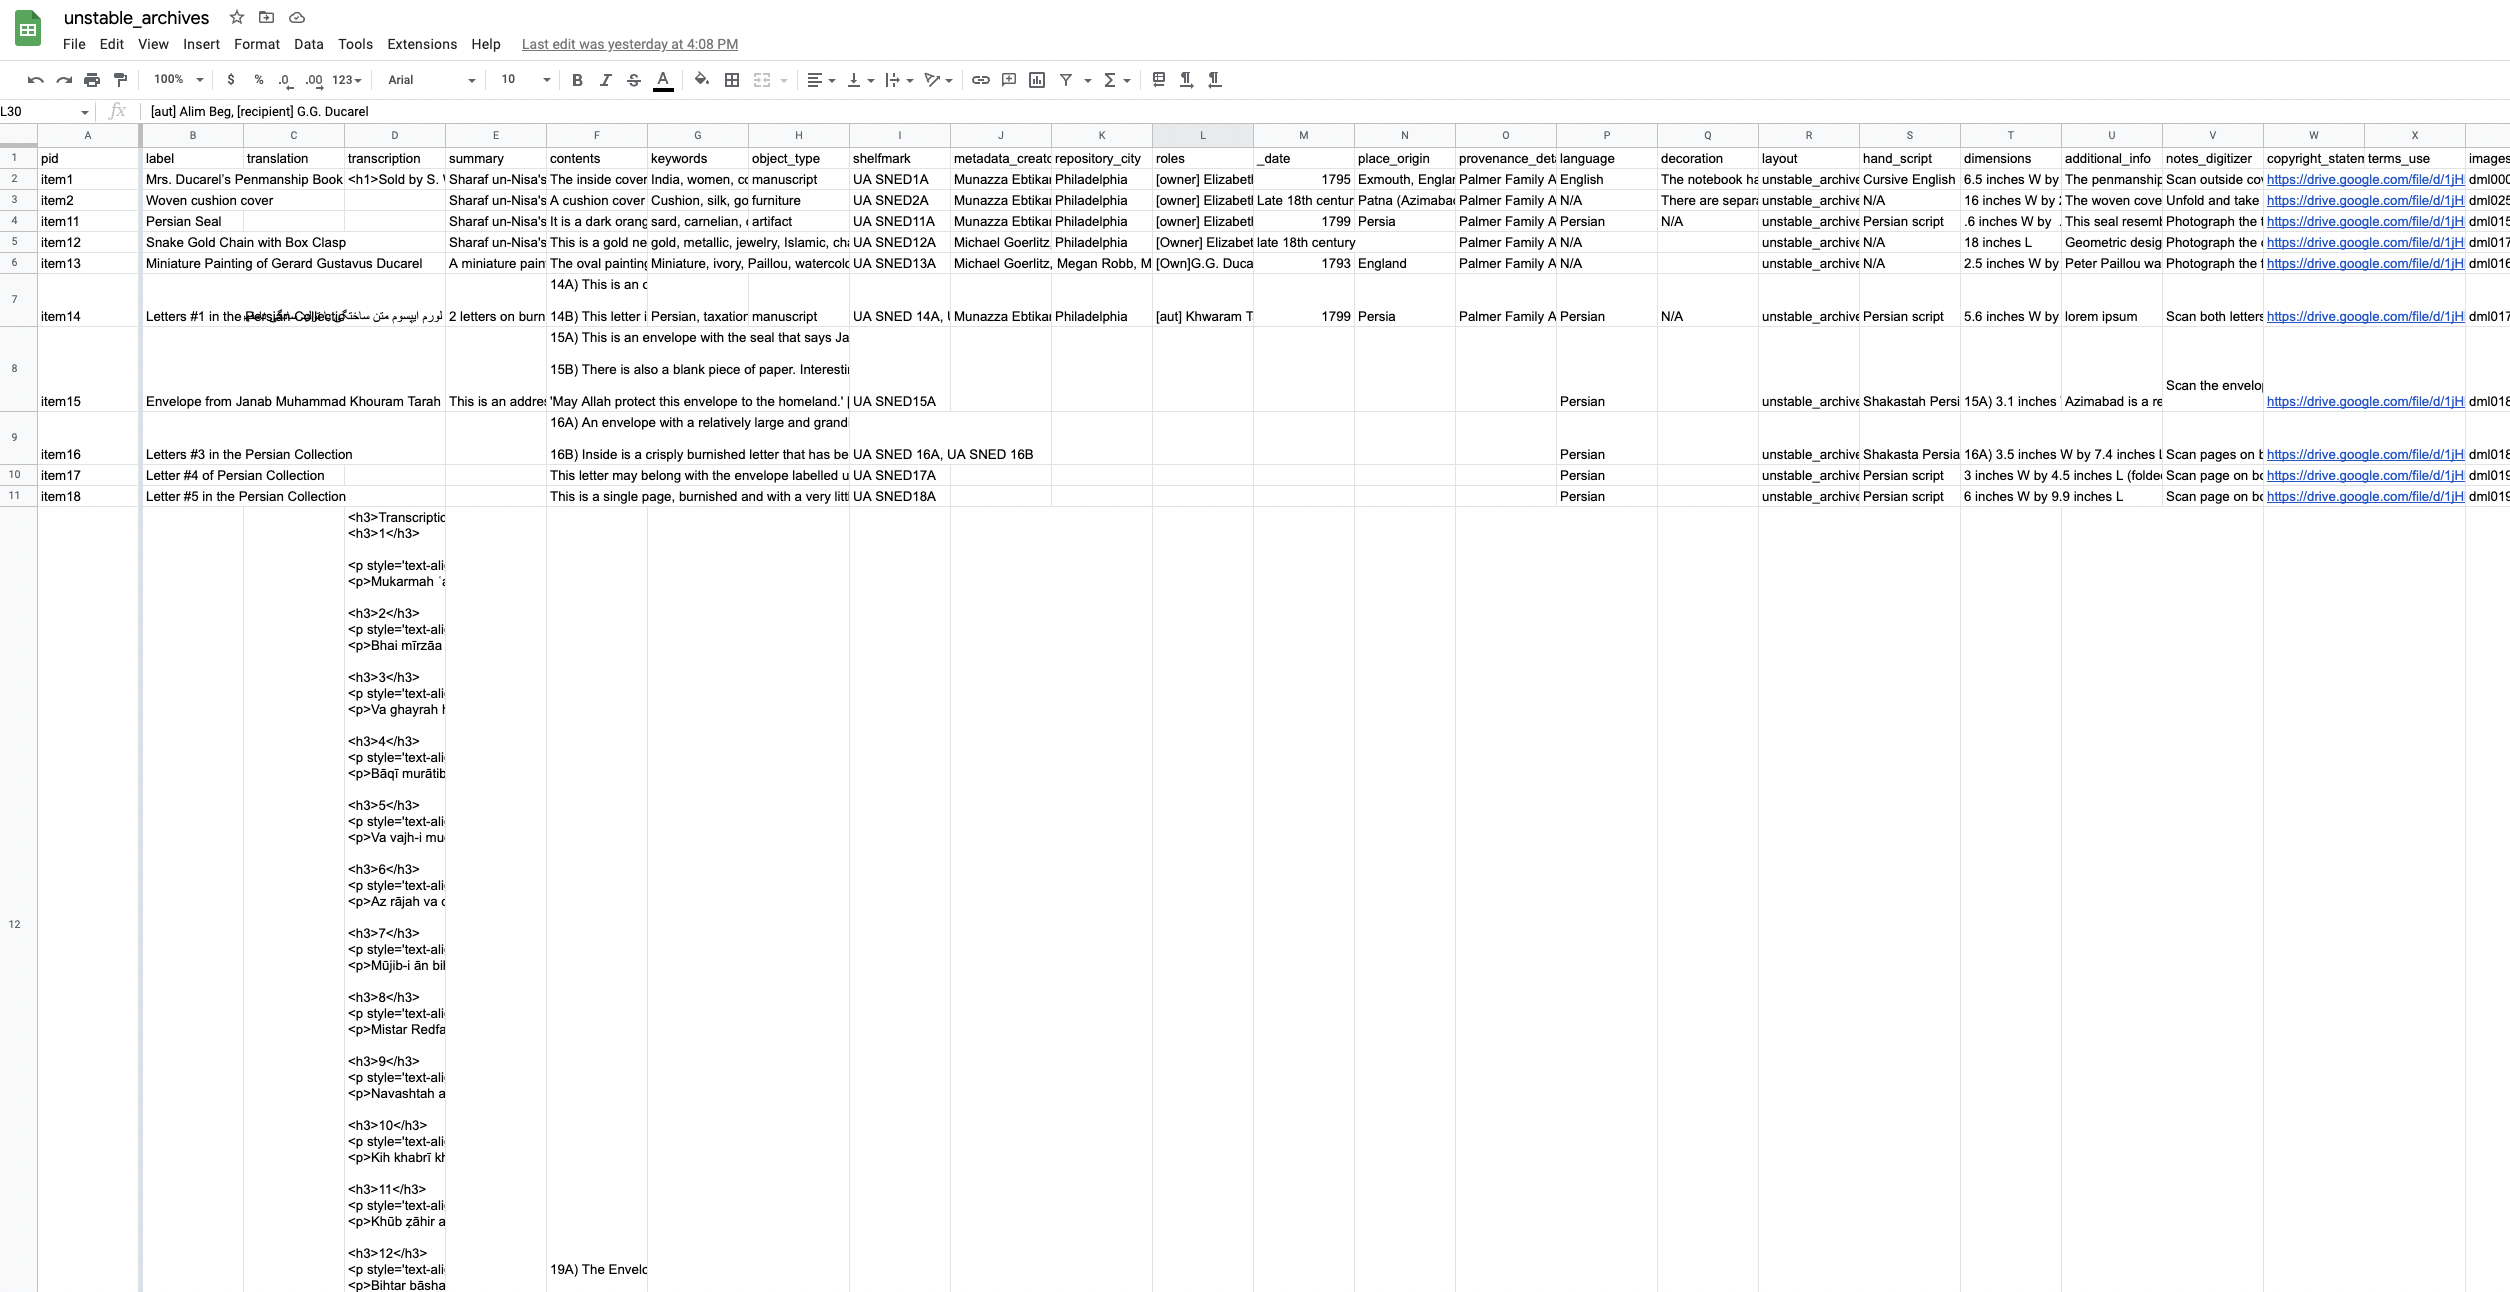 unstable_archives
File Edit View Insert Format Data Tools Extensions Help Last edit was yesterday at 4:08 PM
100% $ % .0 .00 123 Arial 10 B I S A
L30 fx [aut] Alim Beg, [recipient] G.G. Ducarel
A B C D E F G H I J K L M N O P Q R S T U V W X
1 pid label translation transcription summary contents keywords object_type shelfmark metadata_creato repository_city roles _date place_origin provenance_deta language decoration layout hand_script dimensions additional_info notes_digitizer copyright_statem terms_use images
2 item1 Mrs. Ducarel's Penmanship Book <h1>Sold by S. Sharaf un-Nisa's The inside cover India, women, co manuscript UA SNED1A Munazza Ebtikar Philadelphia [owner] Elizabeth 1795 Exmouth, Englan Palmer Family A English The notebook ha unstable_archive Cursive English 6.5 inches W by The penmanship Scan outside cov https://drive.google.com/file/d/1jH dml000
3 item2 Woven cushion cover Sharaf un-Nisa's A cushion cover Cushion, silk, go furniture UA SNED2A Munazza Ebtikar Philadelphia [owner] Elizabeth Late 18th centur Patna (Azimabad Palmer Family A N/A There are separa unstable_archive N/A 16 inches W by The woven cove Unfold and take https://drive.google.com/file/d/1jH dml025
4 item11 Persian Seal Sharaf un-Nisa's It is a dark orang sard, carnelian, artifact UA SNED11A Munazza Ebtikar Philadelphia [owner] Elizabeth 1799 Persia Palmer Family A Persian N/A unstable_archive Persian script .6 inches W by . This seal resemb Photograph the https://drive.google.com/file/d/1jH dml015
5 item12 Snake Gold Chain with Box Clasp Sharaf un-Nisa's This is a gold ne gold, metallic, jewelry, Islamic, cha UA SNED12A Michael Goerlitz Philadelphia [Owner] Elizabet late 18th century Palmer Family A N/A unstable_archive N/A 18 inches L Geometric desig Photograph the https://drive.google.com/file/d/1jH dml017
6 item13 Miniature Painting of Gerard Gustavus Ducarel A miniature pain The oval painting Miniature, ivory, Paillou, watercolo UA SNED13A Michael Goerlitz, Megan Robb, M [Own]G.G. Duca 1793 England Palmer Family A N/A unstable_archive N/A 2.5 inches W by Peter Paillou wa Photograph the https://drive.google.com/file/d/1jH dml016
14A) This is an
7 item14 Letters #1 in the Persian Collection لورم ایپسوم متن ساختگی 2 letters on burn 14B) This letter i Persian, taxation manuscript UA SNED 14A, Munazza Ebtikar Philadelphia [aut] Khwaram T 1799 Persia Palmer Family A Persian N/A unstable_archive Persian script 5.6 inches W by lorem ipsum Scan both letters https://drive.google.com/file/d/1jH dml017
15A) This is an envelope with the seal that says Ja
15B) There is also a blank piece of paper. Interesti
Scan the envelop
8 item15 Envelope from Janab Muhammad Khouram Tarah This is an addres 'May Allah protect this envelope to the homeland.' | UA SNED15A Persian unstable_archive Shakastah Persi 15A) 3.1 inches Azimabad is a re https://drive.google.com/file/d/1jH dml018
16A) An envelope with a relatively large and grand
9 item16 Letters #3 in the Persian Collection 16B) Inside is a crisply burnished letter that has be UA SNED 16A, UA SNED 16B Persian unstable_archive Shakasta Persia 16A) 3.5 inches W by 7.4 inches L Scan pages on b https://drive.google.com/file/d/1jH dml018
10 item17 Letter #4 of Persian Collection This letter may belong with the envelope labelled u UA SNED17A Persian unstable_archive Persian script 3 inches W by 4.5 inches L (folded Scan page on bo https://drive.google.com/file/d/1jH dml019
11 item18 Letter #5 in the Persian Collection This is a single page, burnished and with a very littl UA SNED18A Persian unstable_archive Persian script 6 inches W by 9.9 inches L Scan page on bo https://drive.google.com/file/d/1jH dml019
<h3>Transcriptio
<h3>1</h3>
<p style='text-ali
<p>Mukarmah ʿa
<h3>2</h3>
<p style='text-ali
<p>Bhai mīrzāa
<h3>3</h3>
<p style='text-ali
<p>Va ghayrah h
<h3>4</h3>
<p style='text-ali
<p>Bāqī murātib
<h3>5</h3>
<p style='text-ali
<p>Va vajh-i mu
<h3>6</h3>
<p style='text-ali
<p>Az rājah va
12
<h3>7</h3>
<p style='text-ali
<p>Mūjib-i ān bil
<h3>8</h3>
<p style='text-ali
<p>Mistar Redfa
<h3>9</h3>
<p style='text-ali
<p>Navashtah a
<h3>10</h3>
<p style='text-ali
<p>Kih khabrī kh
<h3>11</h3>
<p style='text-ali
<p>Khūb ẓāhir a
<h3>12</h3>
<p style='text-ali 19A) The Envelo
<p>Bihtar bāsha